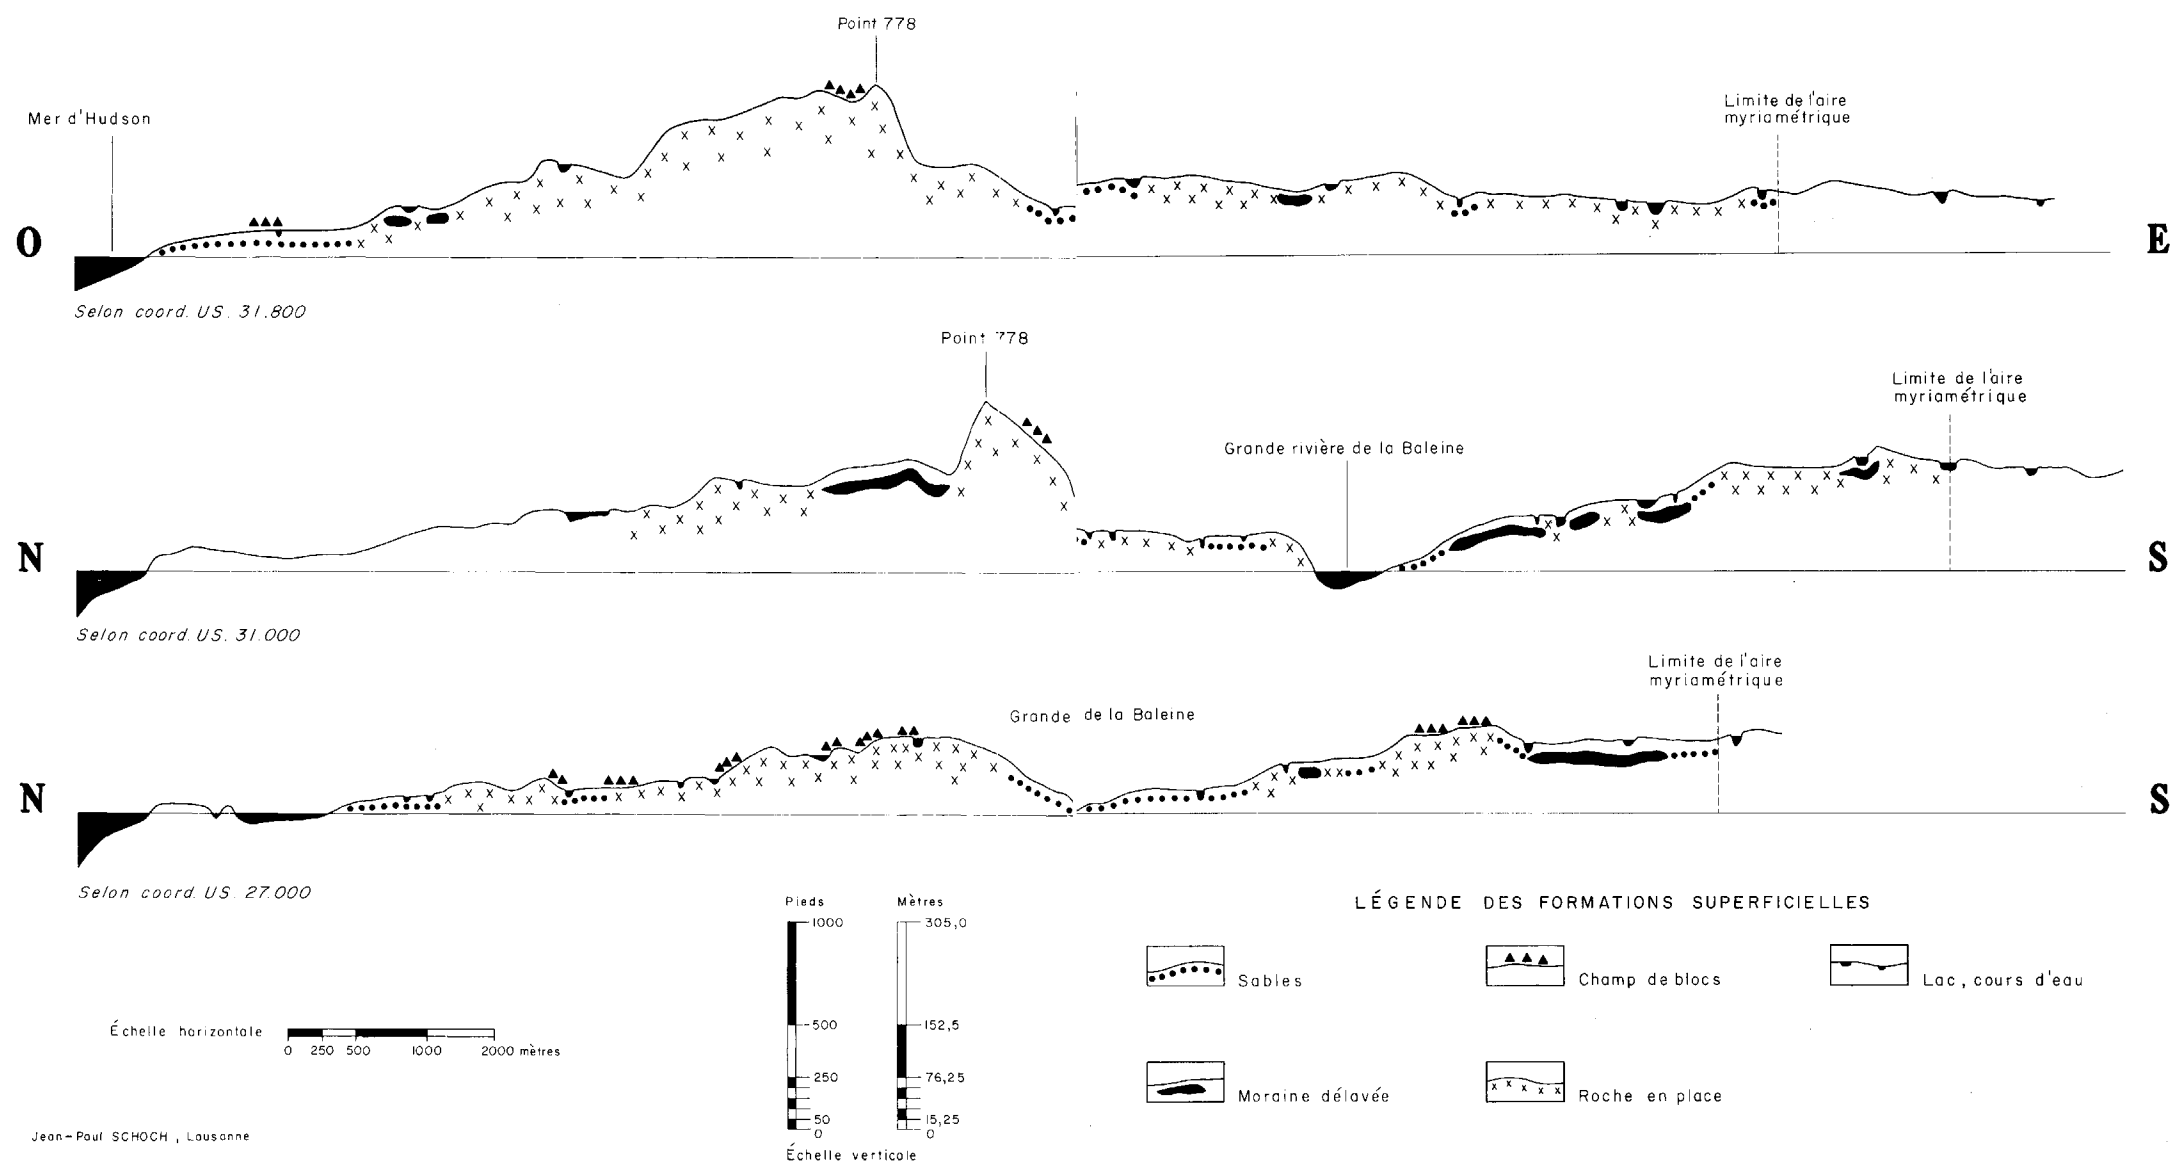 Point 778
Mer d'Hudson
Limite de l'aire
myriamétrique
O
E
Selon coord. US. 31.800
Point 778
Limite de l'aire
myriamétrique
Grande rivière de la Baleine
N
S
Selon coord. US. 31.000
Limite de l'aire
myriamétrique
Grande de la Baleine
N
S
Selon coord. US. 27.000
Pieds
Mètres
1000
305,0
500
152,5
250
76,25
50
15,25
0
0
Échelle verticale
Échelle horizontale
0 250 500 1000 2000 mètres
LÉGENDE DES FORMATIONS SUPERFICIELLES
Sables
Champ de blocs
Lac, cours d'eau
Moraine délavée
Roche en place
Jean-Paul SCHOCH, Lausanne